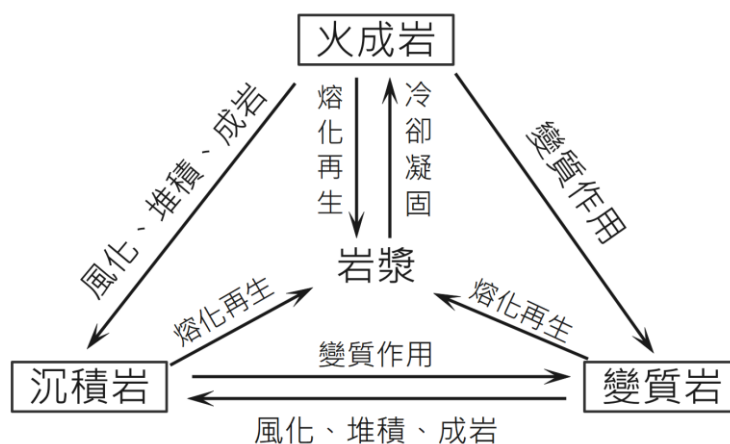 火成岩
風化、堆積、成岩
熔化再生
冷卻凝固
變質作用
岩漿
熔化再生
熔化再生
沉積岩
變質作用
變質岩
風化、堆積、成岩